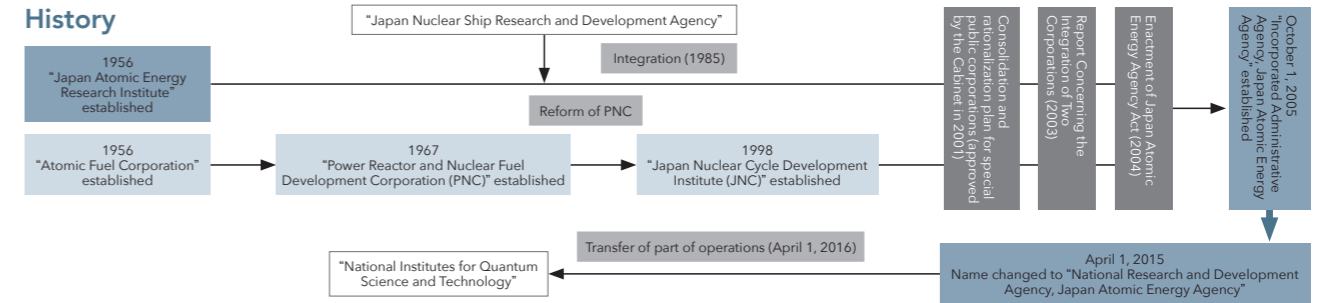 History
“Japan Nuclear Ship Research and Development Agency”
Integration (1985)
1956
“Japan Atomic Energy
Research Institute”
established
Reform of PNC
1956
“Atomic Fuel Corporation”
established
1967
“Power Reactor and Nuclear Fuel
Development Corporation (PNC)” established
1998
“Japan Nuclear Cycle Development
Institute (JNC)” established
Consolidation and
rationalization plan for special
public corporations (approved
by the Cabinet in 2001)
Report Concerning the
Integration of Two
Corporations (2003)
Enactment of Japan Atomic
Energy Agency Act (2004)
October 1, 2005
“Incorporated Administrative
Agency, Japan Atomic Energy
Agency” established
Transfer of part of operations (April 1, 2016)
“National Institutes for Quantum
Science and Technology”
April 1, 2015
Name changed to “National Research and Development
Agency, Japan Atomic Energy Agency”